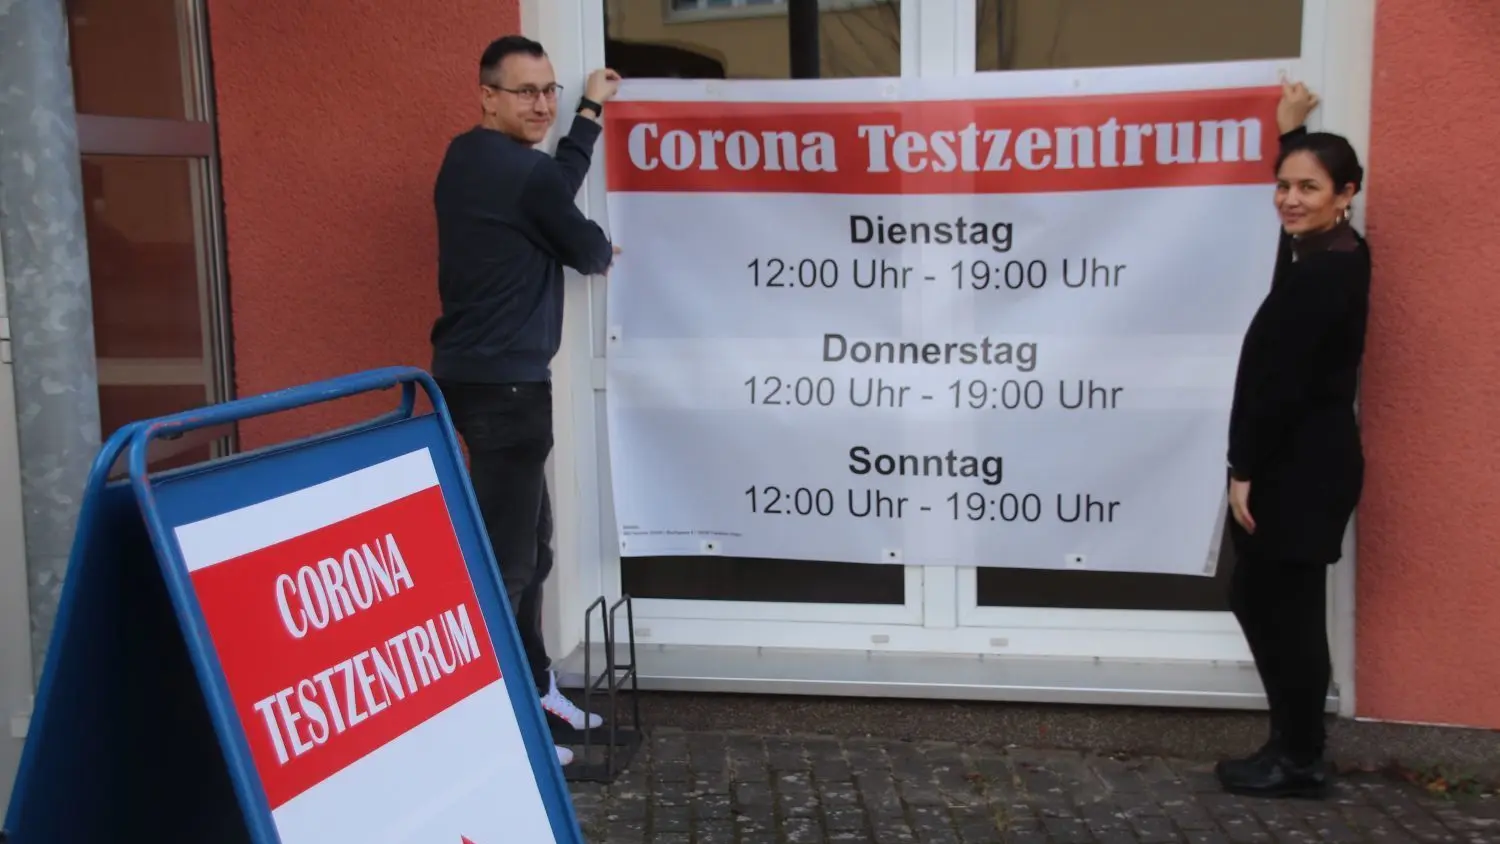 Corona Testzentrum
Dienstag
12:00 Uhr - 19:00 Uhr
Donnerstag
12:00 Uhr - 19:00 Uhr
Sonntag
12:00 Uhr - 19:00 Uhr
CORONA
TESTZENTRUM